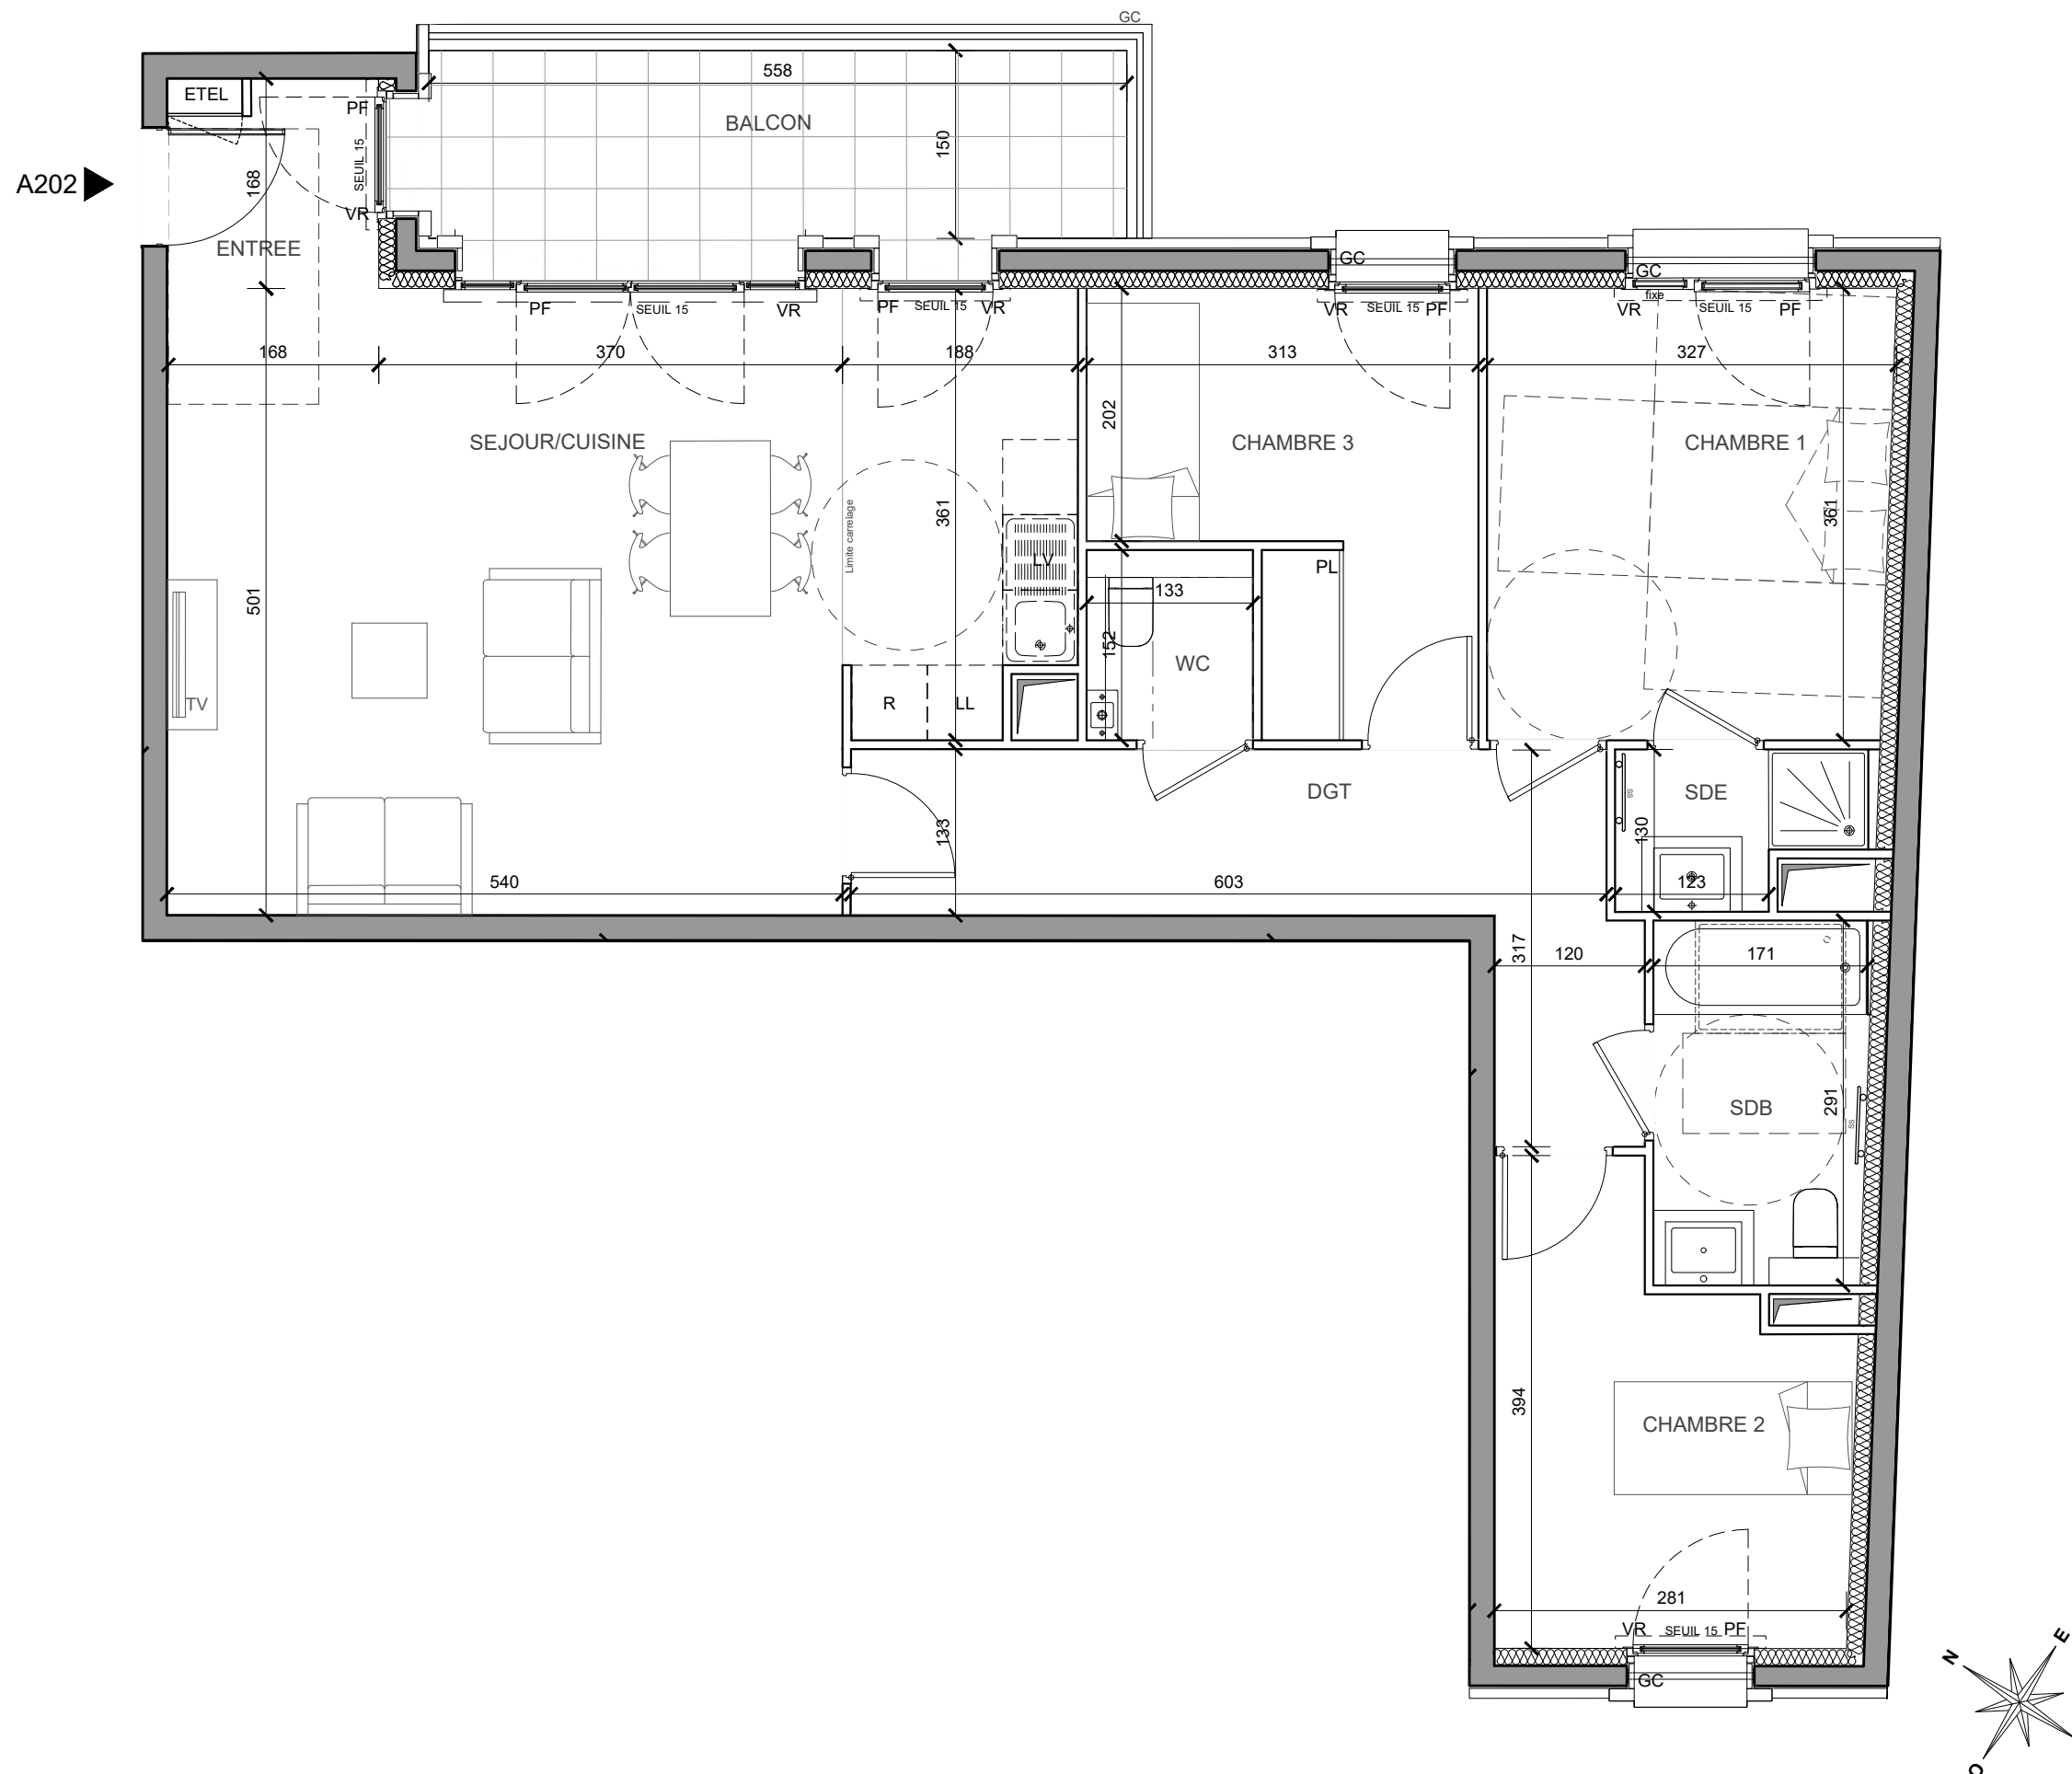 GC
558
ETEL
PF
BALCON
150
A202
SEUIL 15
168
VR
ENTREE
GC
GC
PF
SEUIL 15
VR
PF
SEUIL 15
VR
VR
SEUIL 15
PF
VR
fixe
SEUIL 15
PF
168
370
188
313
327
202
SEJOUR/CUISINE
CHAMBRE 3
CHAMBRE 1
Limite carrelage
361
361
LV
PL
133
501
152
WC
TV
R
LL
DGT
SDE
SS
133
130
540
603
123
317
120
171
SDB
291
SS
394
CHAMBRE 2
281
VR
SEUIL 15
PF
GC
N
E
O